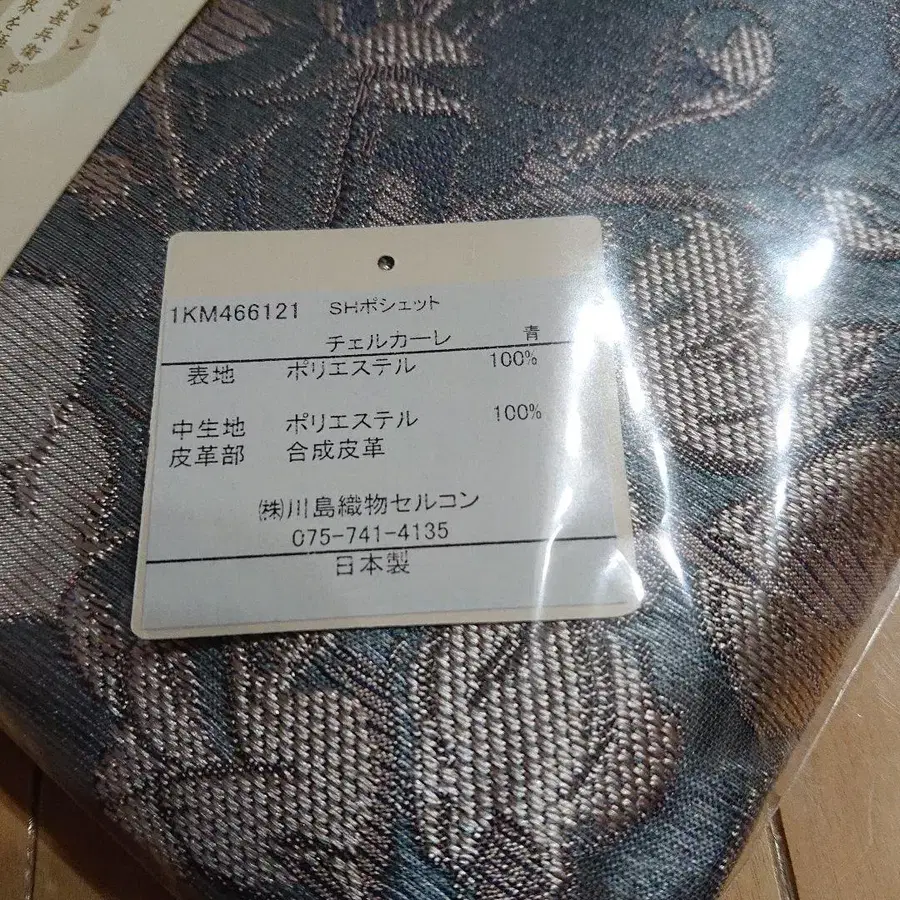 1KM466121 SHポシェット
チェルカーレ 青
表地 ポリエステル 100%
中生地 ポリエステル 100%
皮革部 合成皮革
㈱川島織物セルコン
075-741-4135
日本製